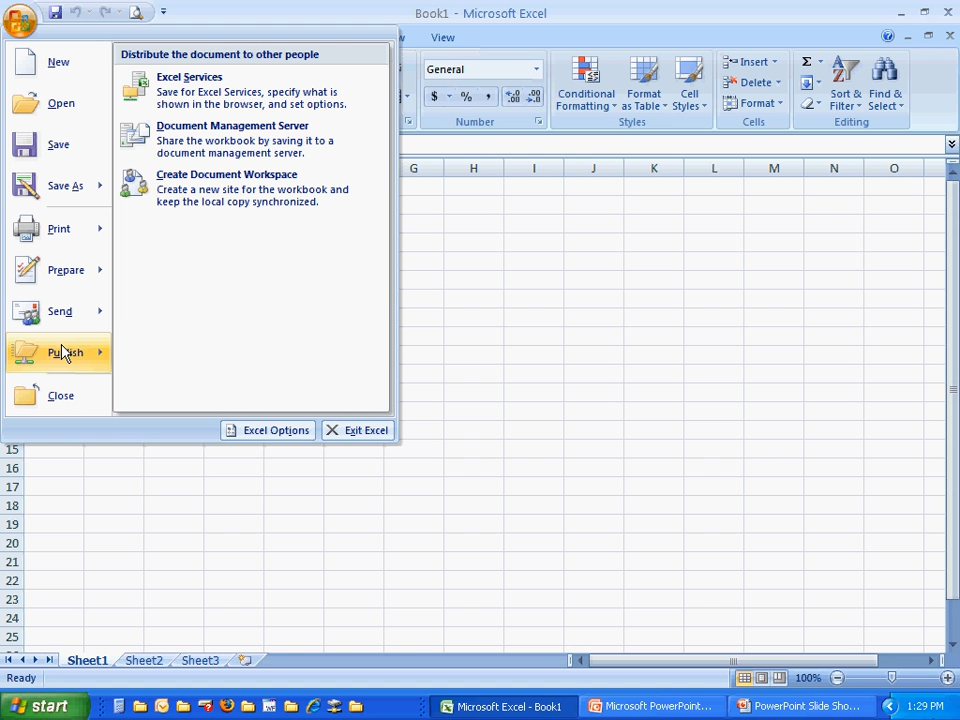 Book1 - Microsoft Excel
View
New
Open
Save
Save As
Print
Prepare
Send
Publish
Close
Distribute the document to other people
Excel Services
Save for Excel Services, specify what
is shown in the browser, and set options.
Document Management Server
Share the workbook by saving it to a
document management server.
Create Document Workspace
Create a new site for the workbook and
keep the local copy synchronized.
Excel Options
Exit Excel
General
$ % ,
Number
Conditional
Formatting
Format
as Table
Cell
Styles
Styles
Insert
Delete
Format
Cells
Σ
Sort &
Filter
Find &
Select
Editing
G H I J K L M N O
15
16
17
18
19
20
21
22
23
24
25
Sheet1 Sheet2 Sheet3
Ready
100%
start
Microsoft Excel - Book1
Microsoft PowerPoint...
PowerPoint Slide Sho...
1:29 PM